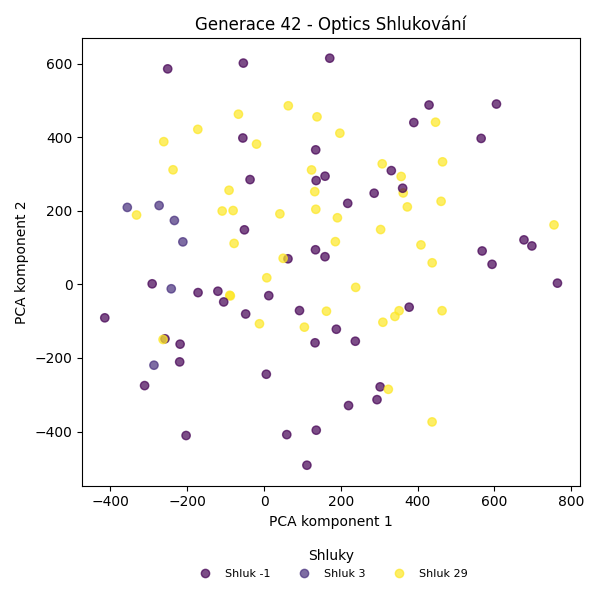 Generace 42 - Optics Shlukování
PCA komponent 2
600
400
200
0
−200
−400
−400 −200 0 200 400 600 800
PCA komponent 1
Shluky
Shluk -1 Shluk 3 Shluk 29